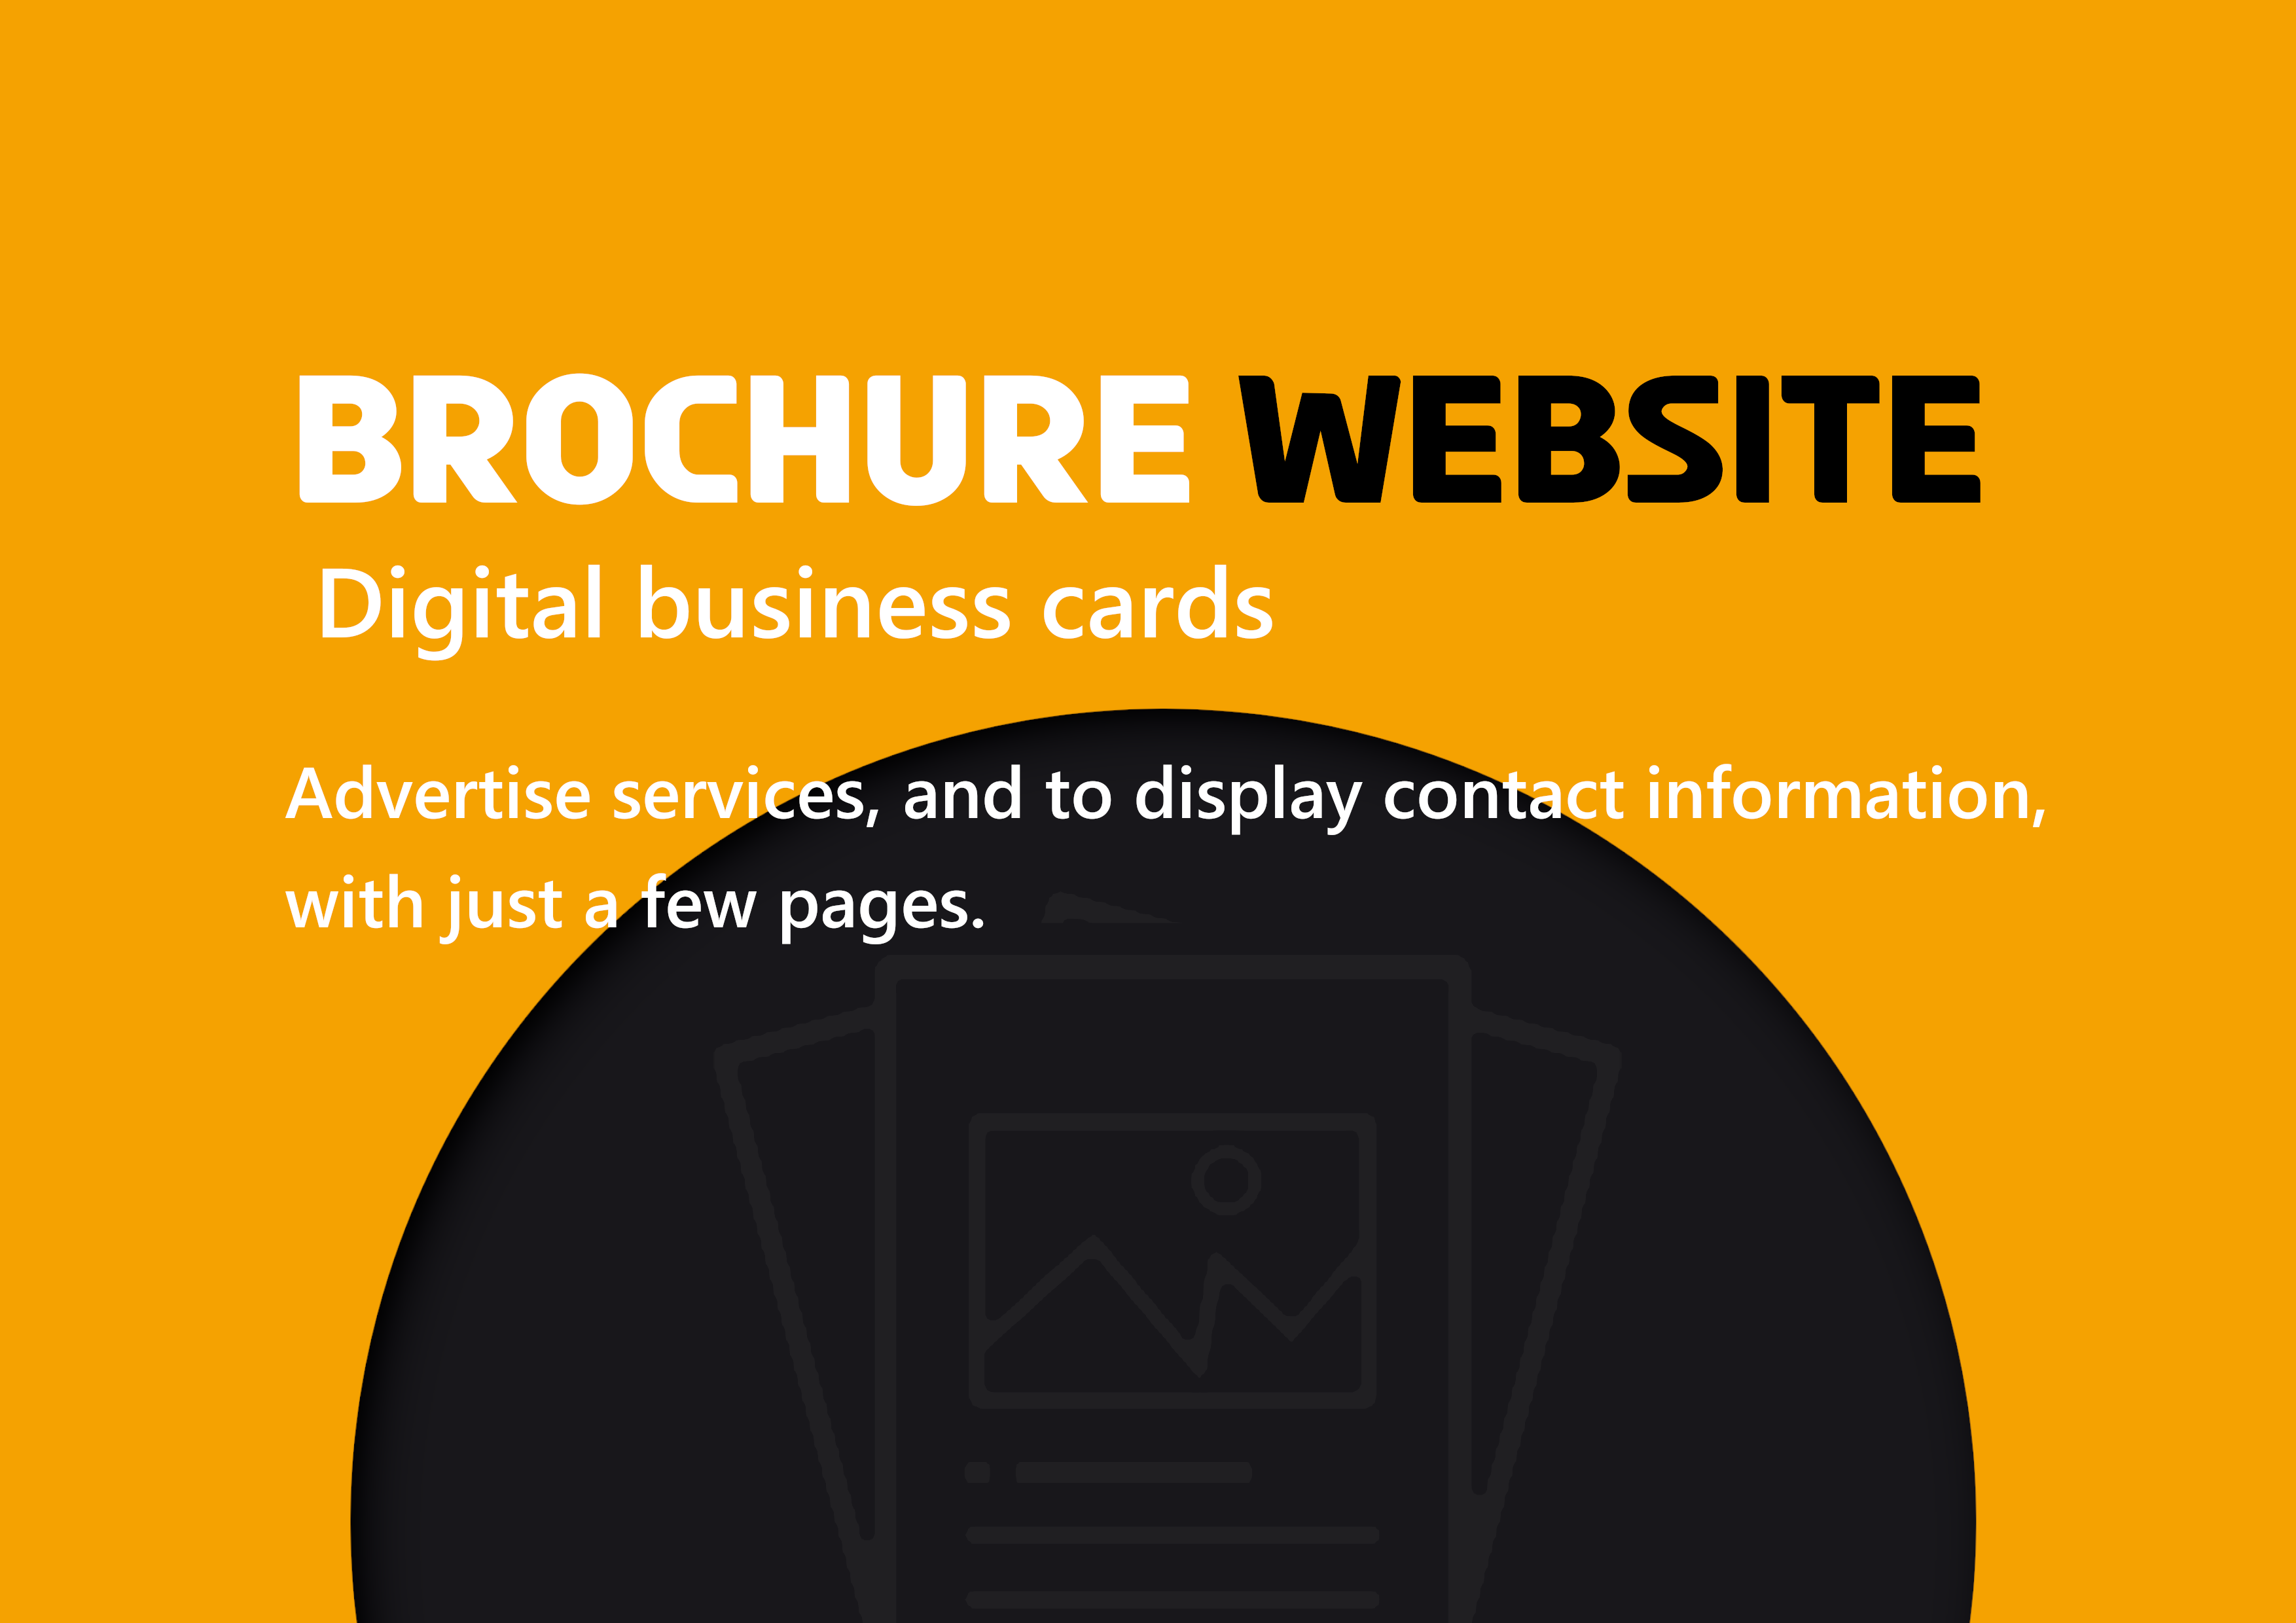 BROCHURE WEBSITE
Digital business cards
Advertise services, and to display contact information,
with just a few pages.